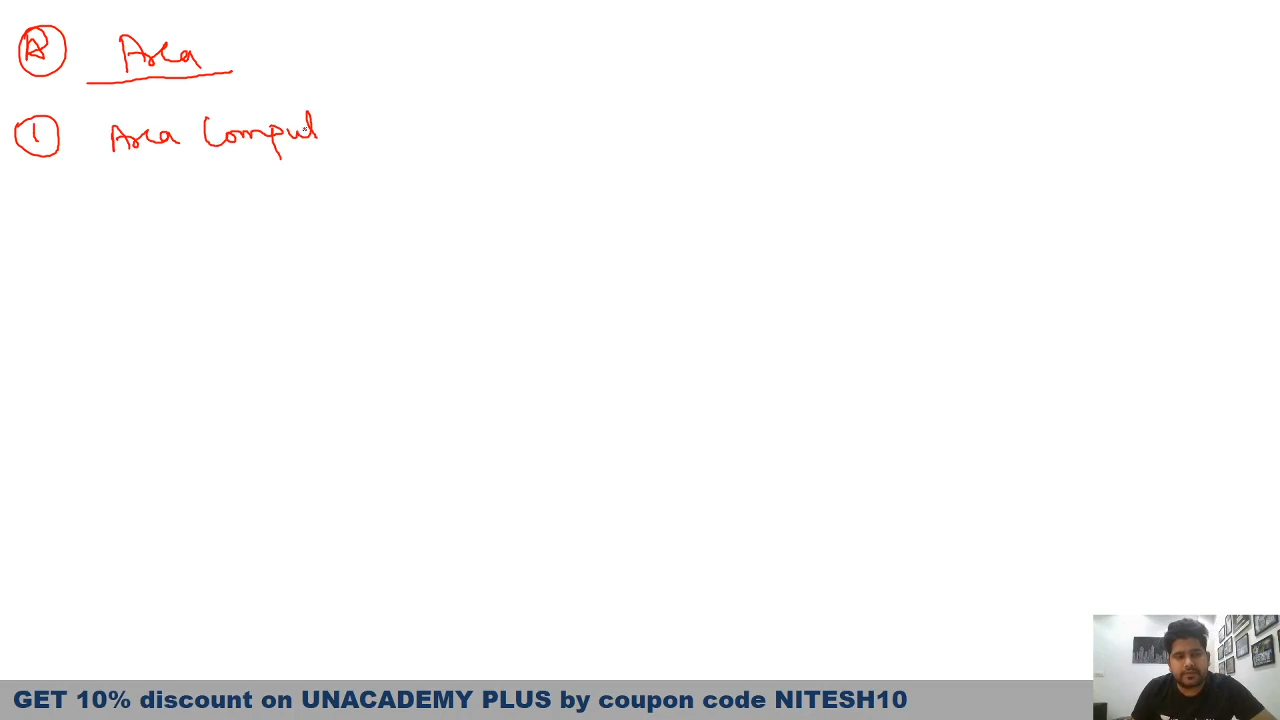 A Area
1 Area Comput
GET 10% discount on UNACADEMY PLUS by coupon code NITESH10